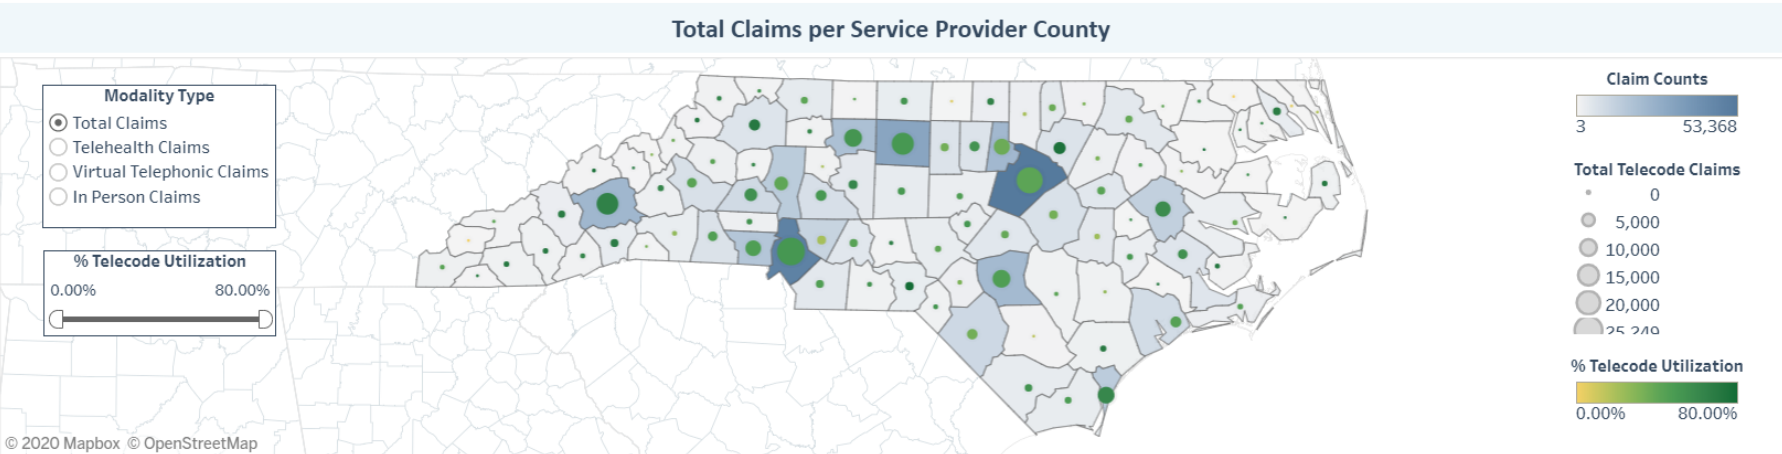 Total Claims per Service Provider County
Modality Type
Total Claims
Telehealth Claims
Virtual Telephonic Claims
In Person Claims
% Telecode Utilization
0.00% 80.00%
Claim Counts
3 53,368
Total Telecode Claims
0
5,000
10,000
15,000
20,000
25,249
% Telecode Utilization
0.00% 80.00%
© 2020 Mapbox © OpenStreetMap